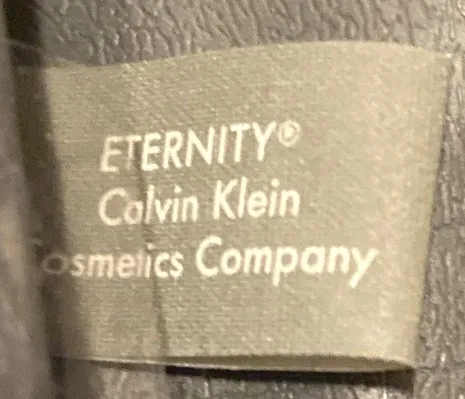 ETERNITY®
Calvin Klein
Cosmetics Company